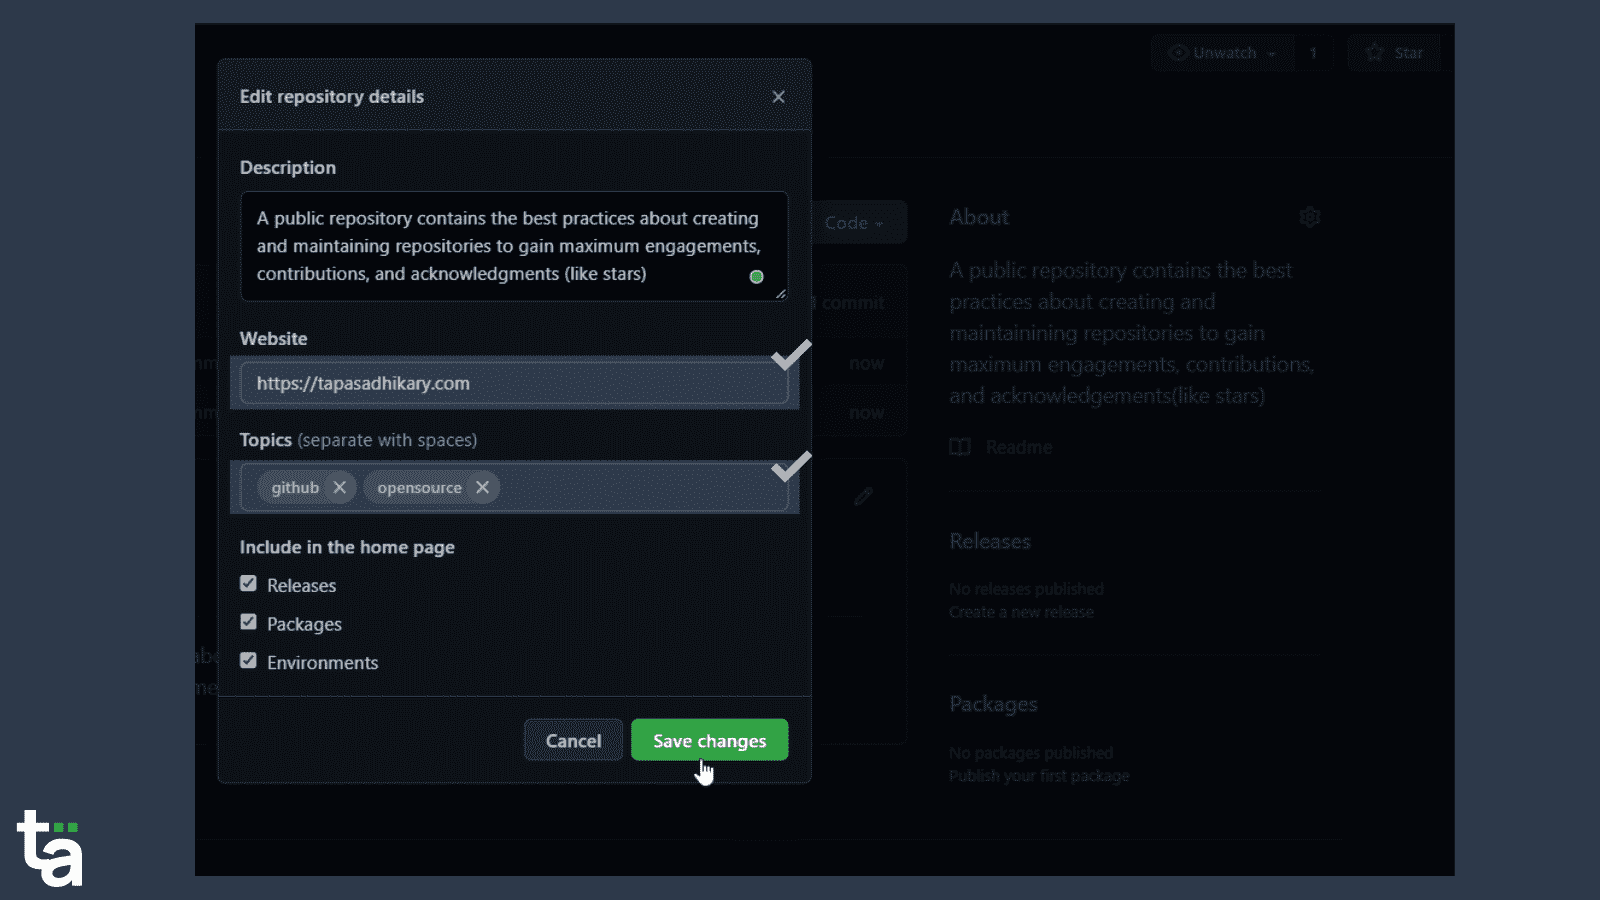 Unwatch
1
Star
Edit repository details
Description
A public repository contains the best practices about creating
and maintaining repositories to gain maximum engagements,
contributions, and acknowledgments (like stars)
Website
https://tapasadhikary.com
Topics (separate with spaces)
github
opensource
Include in the home page
Releases
Packages
Environments
Cancel
Save changes
Code
commit
now
now
About
A public repository contains the best
practices about creating and
maintainining repositories to gain
maximum engagements, contributions,
and acknowledgements(like stars)
Readme
Releases
No releases published
Create a new release
Packages
No packages published
Publish your first package
tä